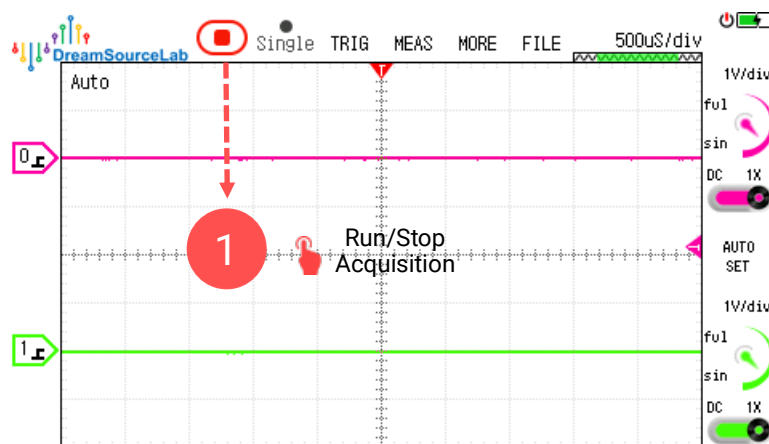 DreamSourceLab
Single TRIG MEAS MORE FILE 500uS/div
T
Auto
1V/div
ful
sin
DC 1X
0
1
Run/Stop
Acquisition
T
AUTO
SET
1V/div
1
ful
sin
DC 1X